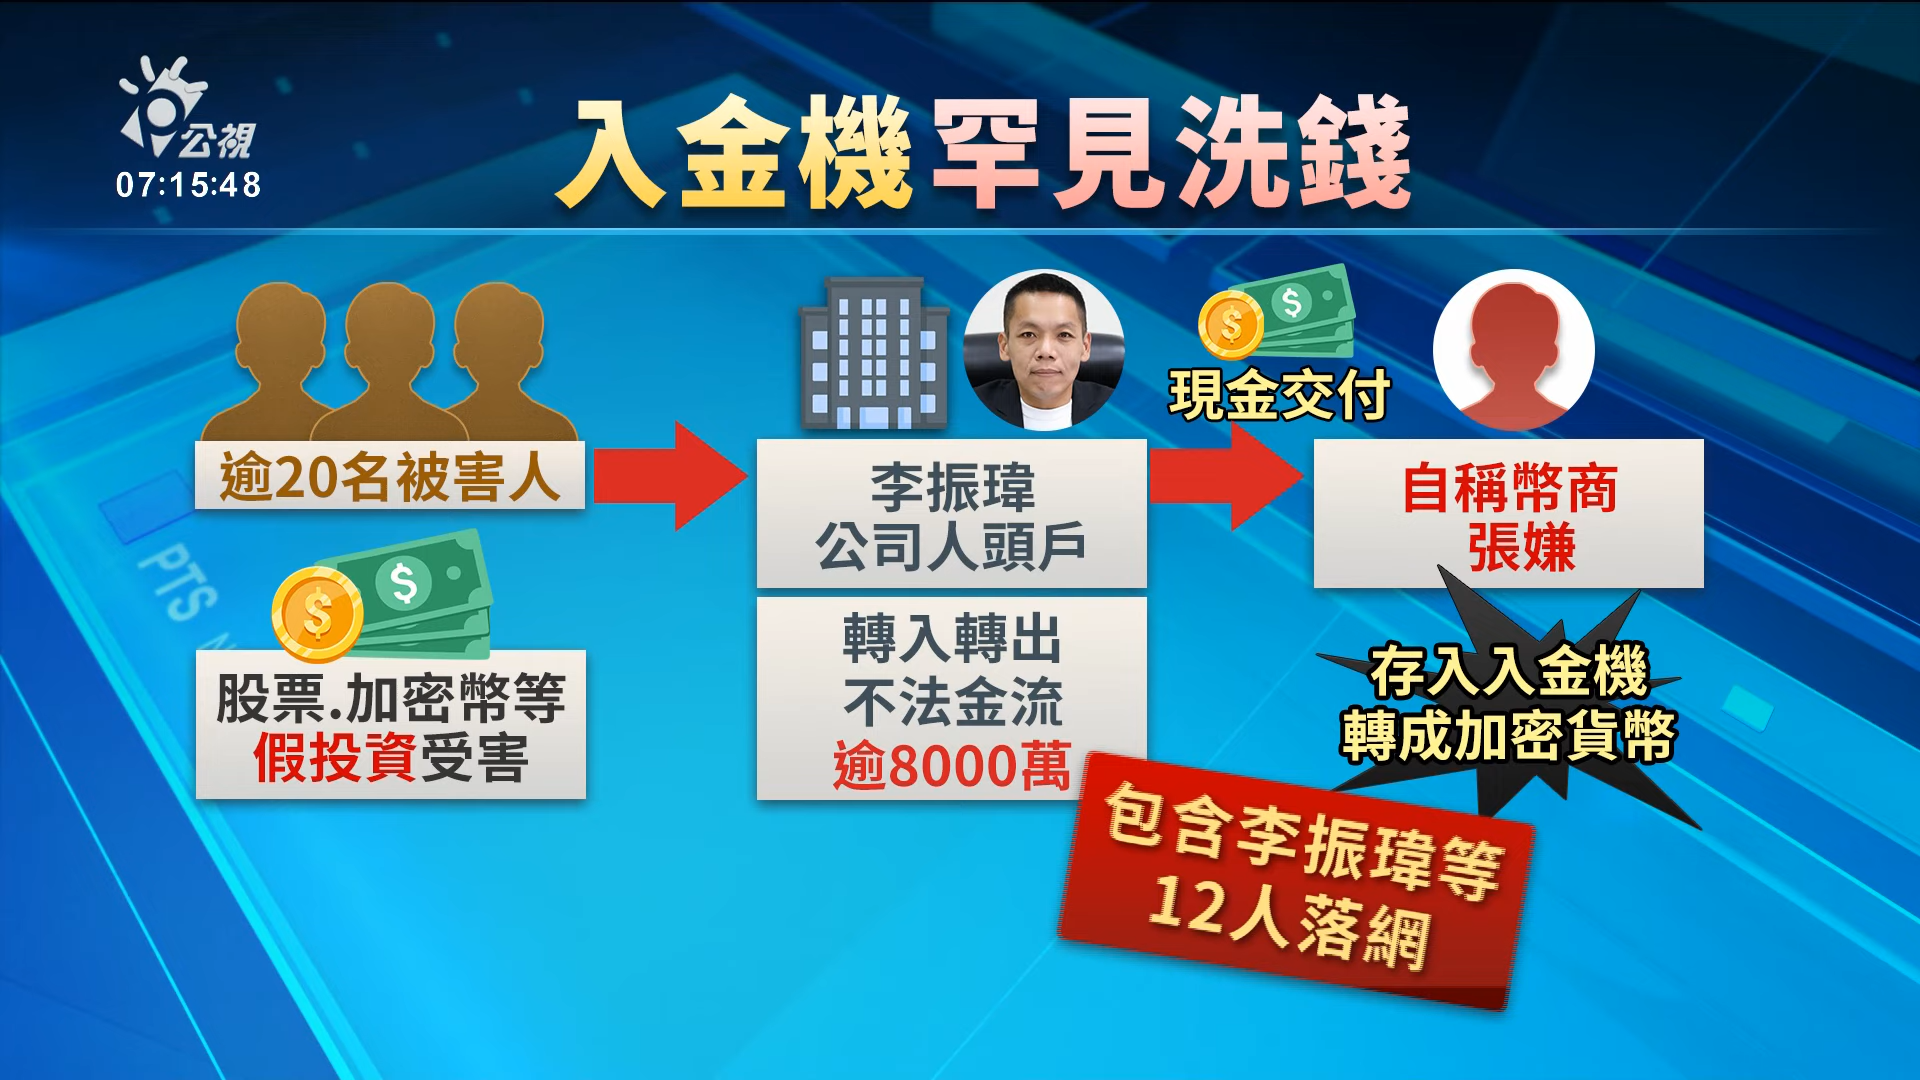 公視
07:15:48
入金機罕見洗錢
逾20名被害人
股票.加密幣等
假投資受害
李振瑋
公司人頭戶
轉入轉出
不法金流
逾8000萬
現金交付
自稱幣商
張嫌
存入入金機
轉成加密貨幣
包含李振瑋等
12人落網
PTS